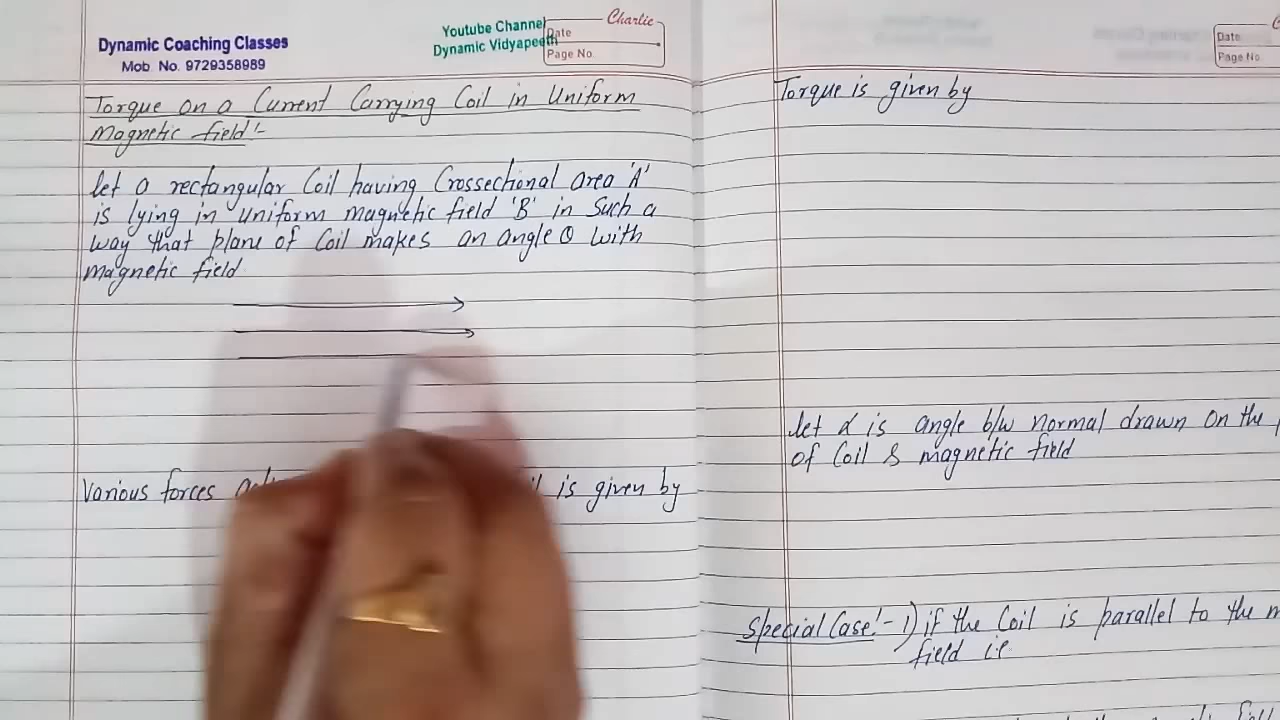 Dynamic Coaching Classes
Mob. No. 9729358989
Youtube Channel
Dynamic Vidyapeeth
Charlie
Date
Page No.
Torque on a Current Carrying Coil in Uniform
Magnetic field :-
let a rectangular Coil having Crossectional area 'A'
is lying in uniform magnetic field 'B' in Such a
way that plane of Coil makes an angle θ with
magnetic field
Various forces is given by
Date
Page No.
Torque is given by
let α is angle b/w normal drawn on the
of Coil & magnetic field
Special Case :- 1) if the Coil is parallel to the
field i.e